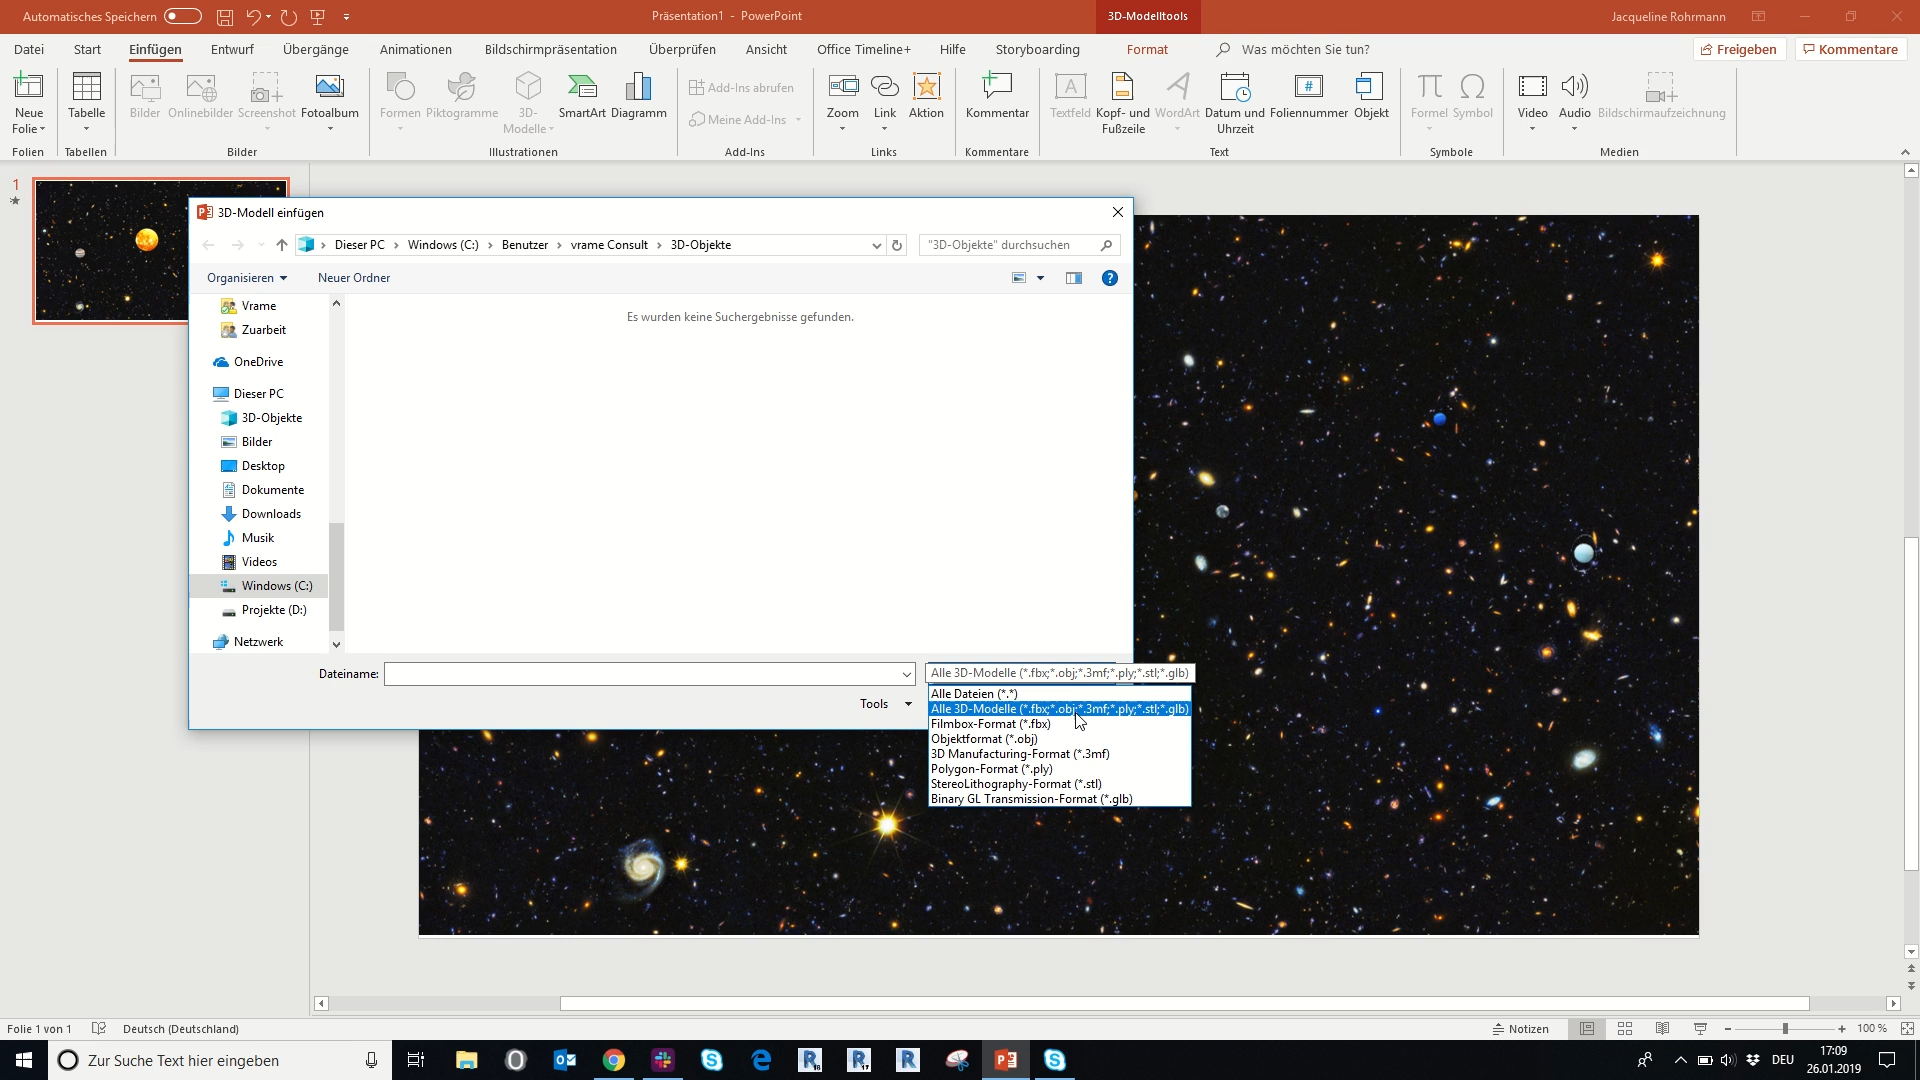 Automatisches Speichern
Präsentation1 - PowerPoint
3D-Modelltools
Jacqueline Rohrmann
Datei Start Einfügen Entwurf Übergänge Animationen Bildschirmpräsentation Überprüfen Ansicht Office Timeline+ Hilfe Storyboarding Format Was möchten Sie tun? Freigeben Kommentare
Neue Folie
Tabelle
Bilder Onlinebilder Screenshot Fotoalbum
Formen Piktogramme 3D-Modelle SmartArt Diagramm
Add-Ins abrufen
Meine Add-Ins
Zoom Link Aktion
Kommentar
Textfeld Kopf- und Fußzeile WordArt Datum und Uhrzeit Foliennummer Objekt
Formel Symbol
Video Audio Bildschirmaufzeichnung
Folien Tabellen Bilder Illustrationen Add-Ins Links Kommentare Text Symbole Medien
1
3D-Modell einfügen
Dieser PC Windows (C:) Benutzer vrame Consult 3D-Objekte
"3D-Objekte" durchsuchen
Organisieren Neuer Ordner
Vrame
Zuarbeit
OneDrive
Dieser PC
3D-Objekte
Bilder
Desktop
Dokumente
Downloads
Musik
Videos
Windows (C:)
Projekte (D:)
Netzwerk
Es wurden keine Suchergebnisse gefunden.
Dateiname:
Alle 3D-Modelle (*.fbx;*.obj;*.3mf;*.ply;*.stl;*.glb)
Tools
Alle Dateien (*.*)
Alle 3D-Modelle (*.fbx;*.obj;*.3mf;*.ply;*.stl;*.glb)
Filmbox-Format (*.fbx)
Objektformat (*.obj)
3D Manufacturing-Format (*.3mf)
Polygon-Format (*.ply)
StereoLithography-Format (*.stl)
Binary GL Transmission-Format (*.glb)
Folie 1 von 1 Deutsch (Deutschland)
Notizen
100 %
Zur Suche Text hier eingeben
DEU
17:09
26.01.2019